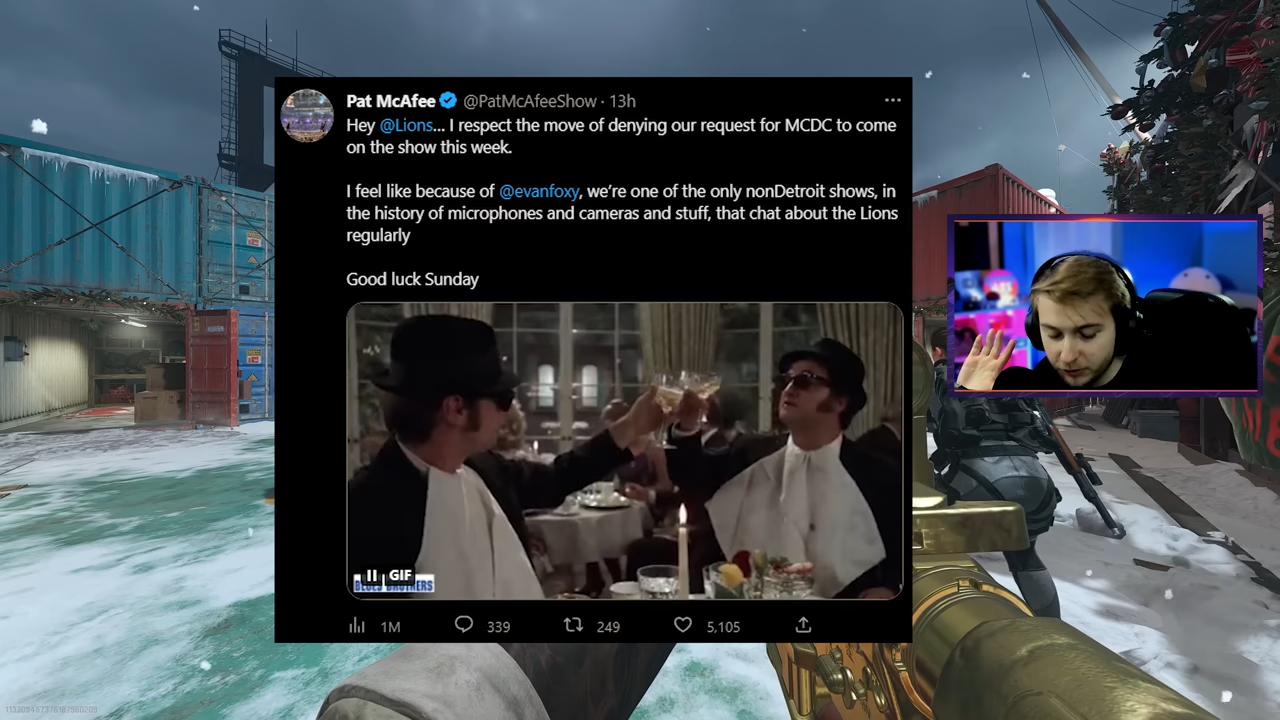 Pat McAfee @PatMcAfeeShow · 13h
Hey @Lions... I respect the move of denying our request for MCDC to come
on the show this week.
I feel like because of @evanfoxy, we're one of the only nonDetroit shows, in
the history of microphones and cameras and stuff, that chat about the Lions
regularly
Good luck Sunday
GIF
BLUES BROTHERS
1M 339 249 5,105